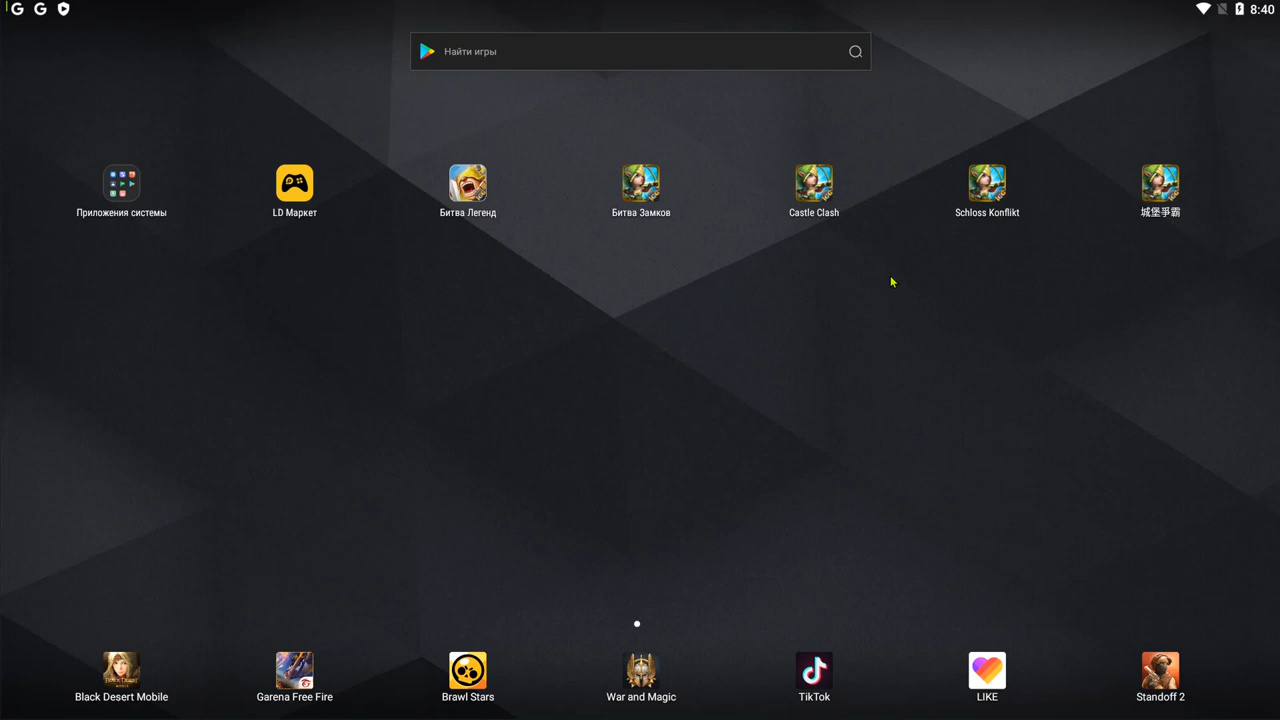 8:40
Найти игры
Приложения системы
LD Маркет
Битва Легенд
Битва Замков
Castle Clash
Schloss Konflikt
城堡爭霸
Black Desert Mobile
Garena Free Fire
Brawl Stars
War and Magic
TikTok
LIKE
Standoff 2